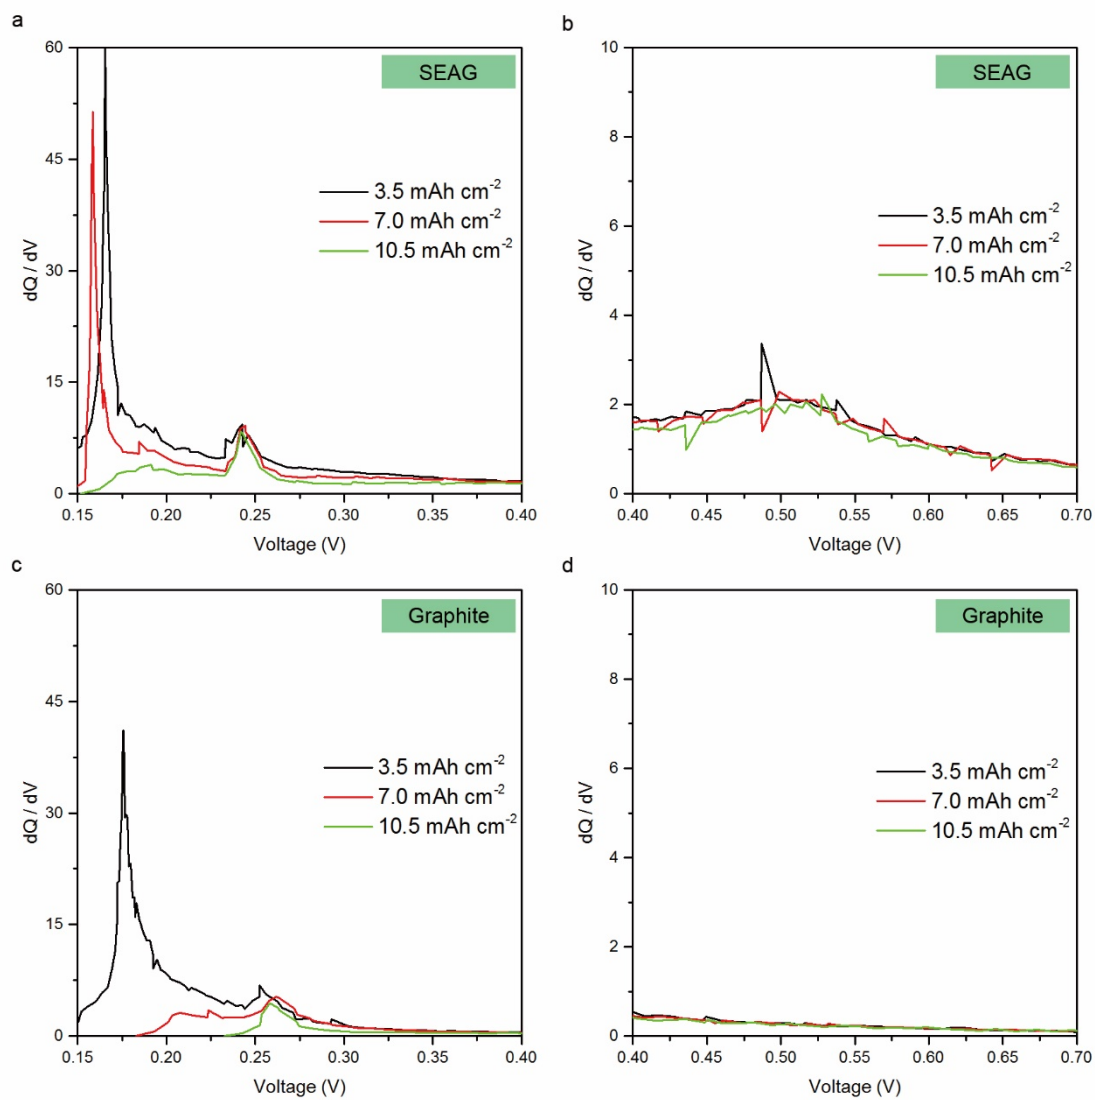 a
60
45
30
15
0
dQ / dV
SEAG
3.5 mAh cm-2
7.0 mAh cm-2
10.5 mAh cm-2
0.15 0.20 0.25 0.30 0.35 0.40
Voltage (V)
b
10
8
6
4
2
0
dQ / dV
SEAG
3.5 mAh cm-2
7.0 mAh cm-2
10.5 mAh cm-2
0.40 0.45 0.50 0.55 0.60 0.65 0.70
Voltage (V)
c
60
45
30
15
0
dQ / dV
Graphite
3.5 mAh cm-2
7.0 mAh cm-2
10.5 mAh cm-2
0.15 0.20 0.25 0.30 0.35 0.40
Voltage (V)
d
10
8
6
4
2
0
dQ / dV
Graphite
3.5 mAh cm-2
7.0 mAh cm-2
10.5 mAh cm-2
0.40 0.45 0.50 0.55 0.60 0.65 0.70
Voltage (V)